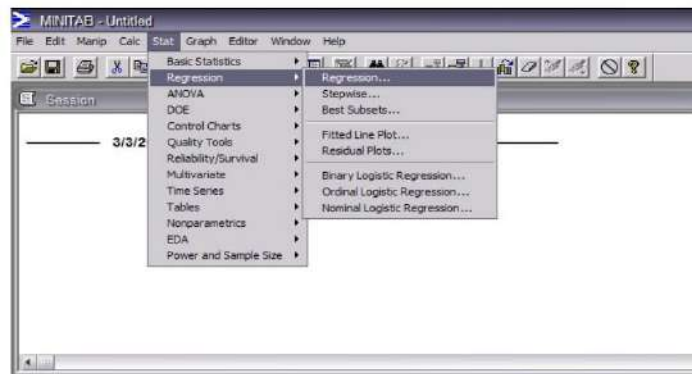 MINITAB - Untitled
File Edit Manip Calc Stat Graph Editor Window Help
Basic Statistics
Regression
ANOVA
DOE
Control Charts
Quality Tools
Reliability/Survival
Multivariate
Time Series
Tables
Nonparametrics
EDA
Power and Sample Size
Regression...
Stepwise...
Best Subsets...
Fitted Line Plot...
Residual Plots...
Binary Logistic Regression...
Ordinal Logistic Regression...
Nominal Logistic Regression...
Session
3/3/2